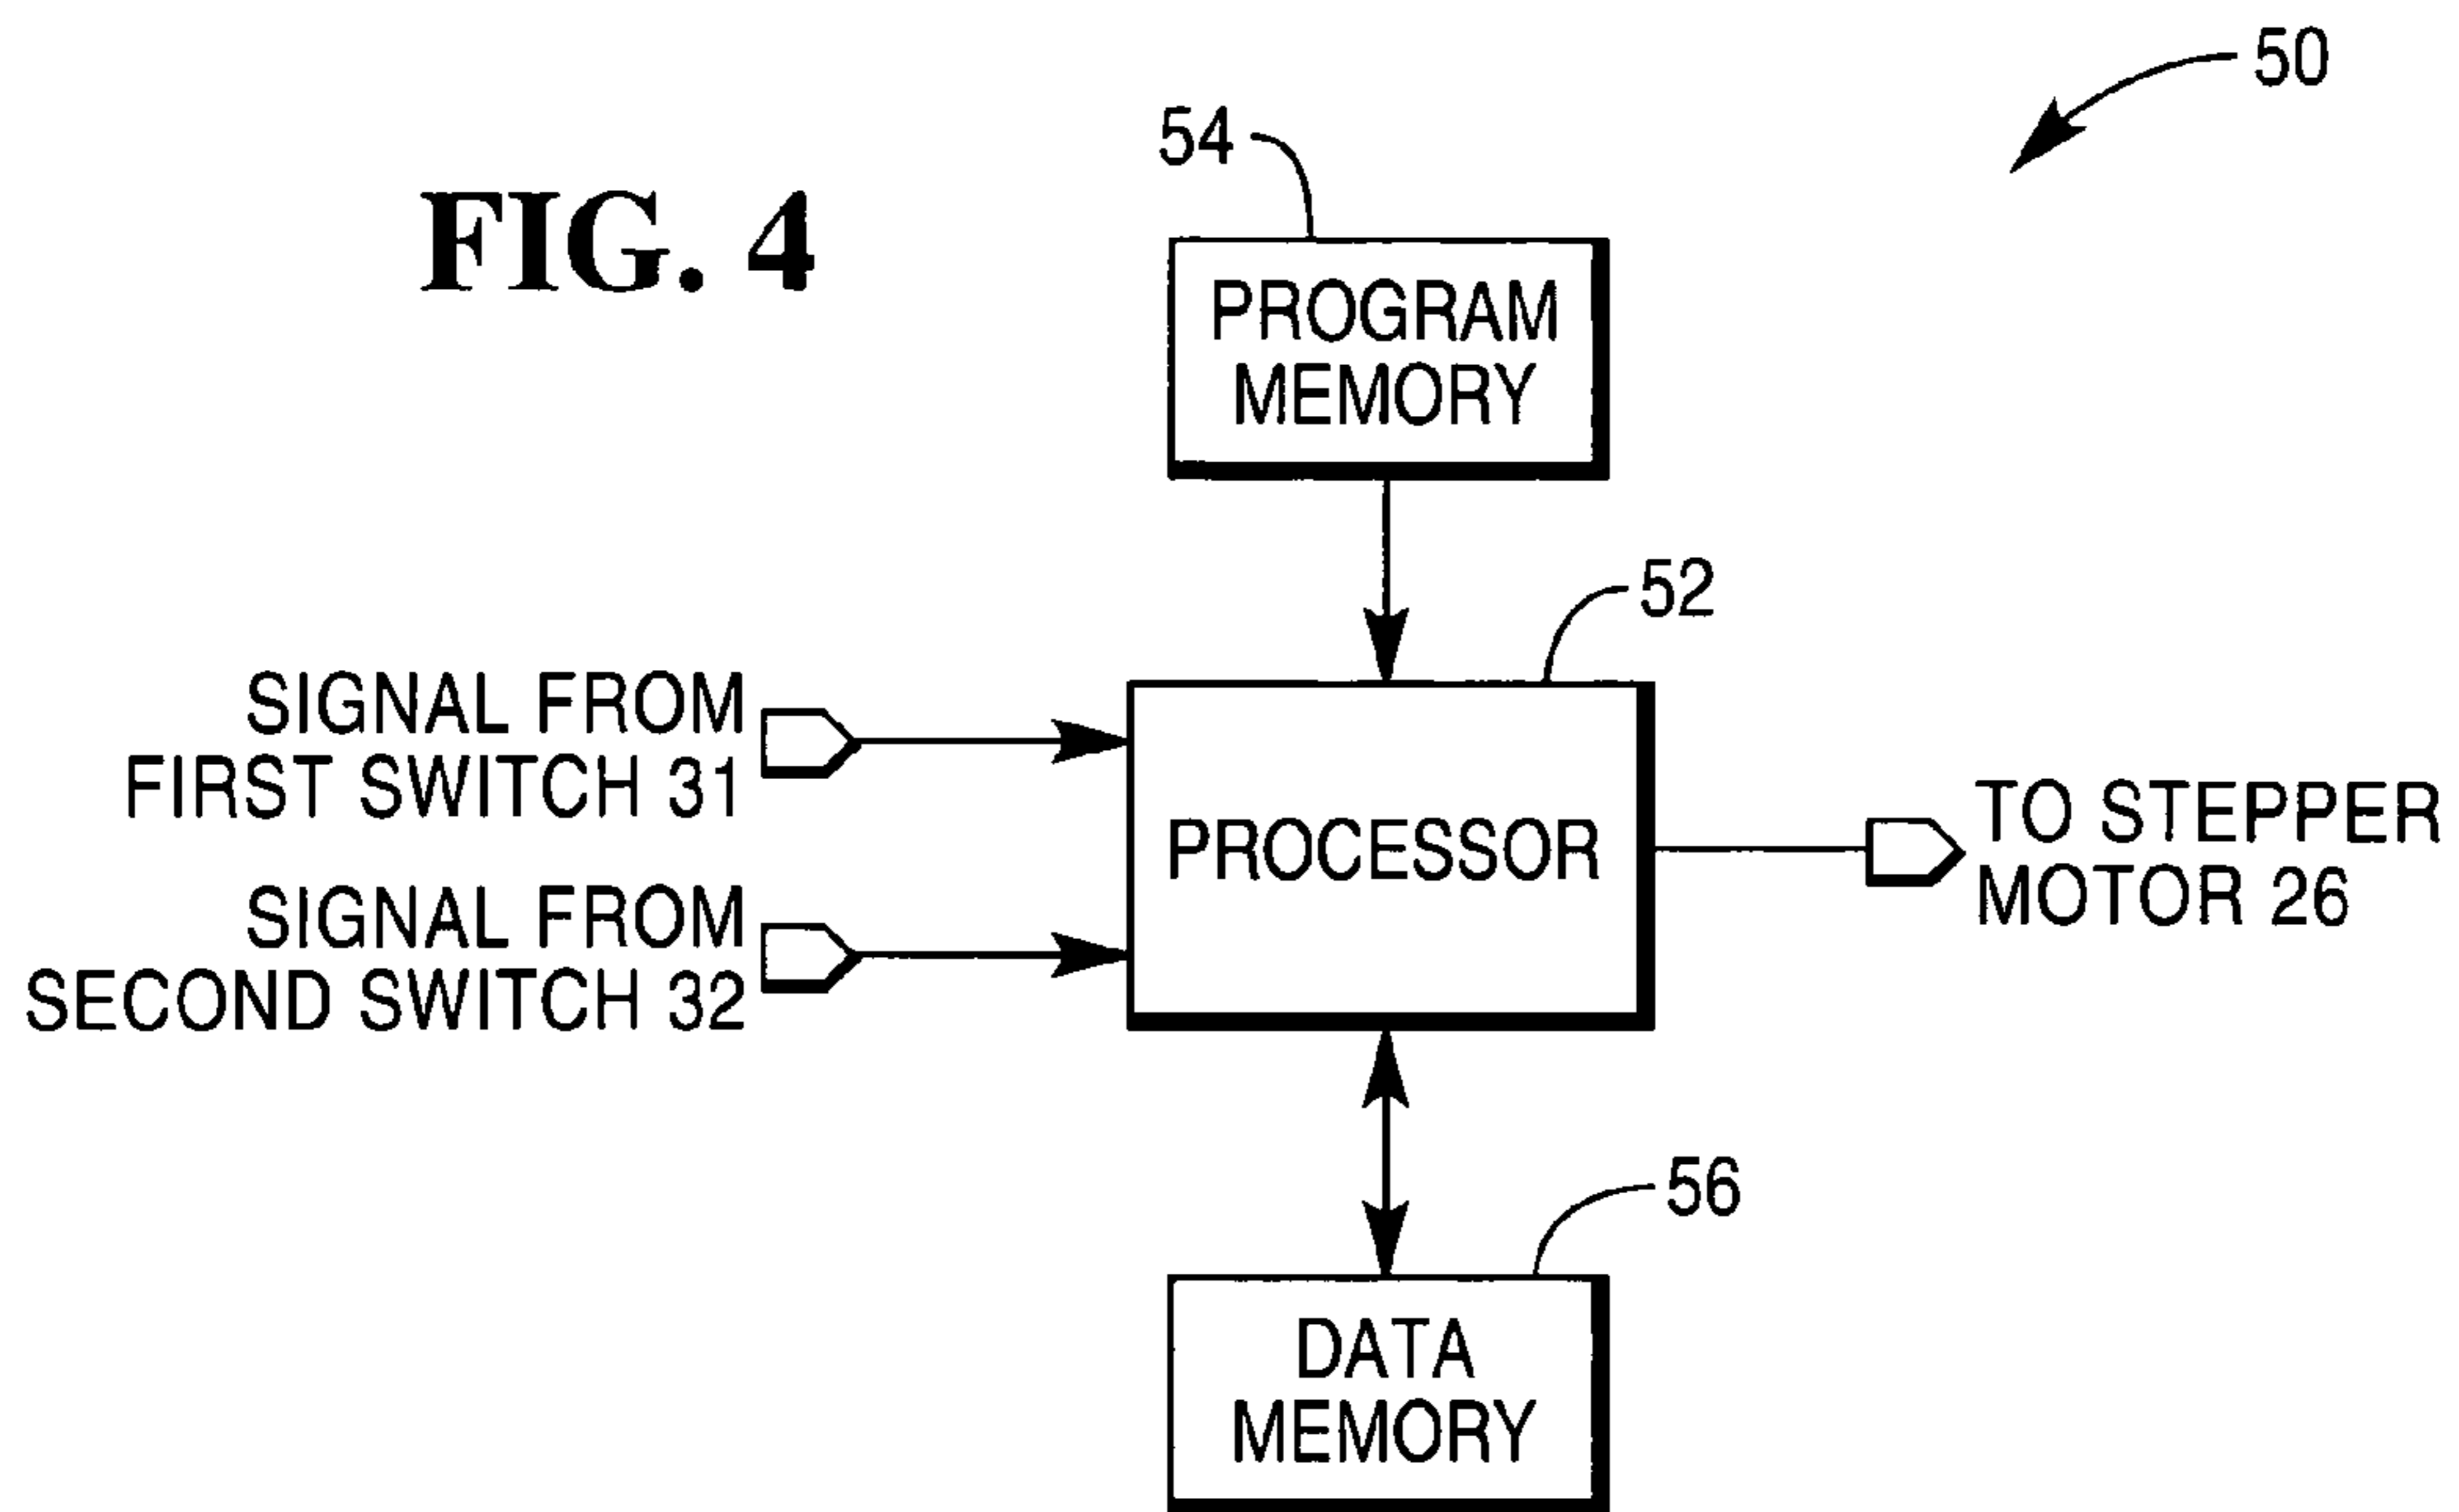 50
54
FIG. 4
PROGRAM
MEMORY
52
SIGNAL FROM
FIRST SWITCH 31
PROCESSOR
TO STEPPER
MOTOR 26
SIGNAL FROM
SECOND SWITCH 32
56
DATA
MEMORY